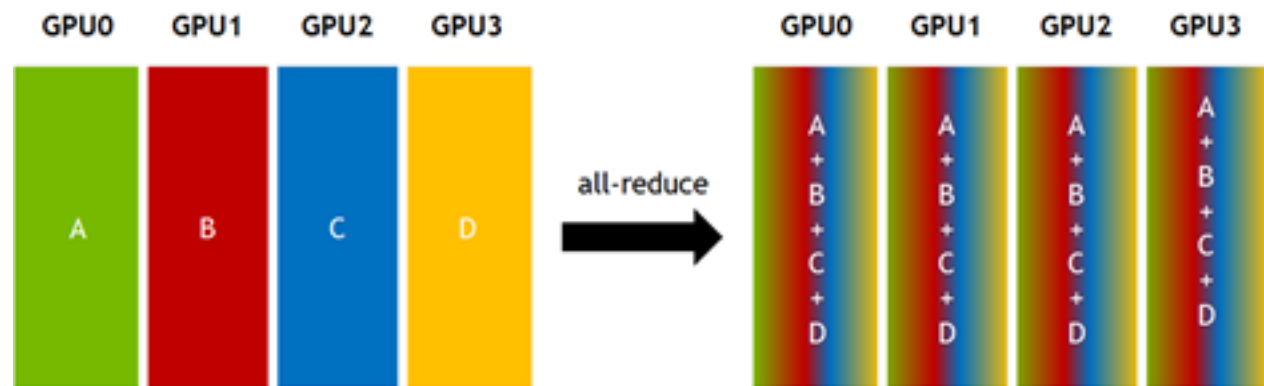 GPU0 GPU1 GPU2 GPU3
A B C D
all-reduce
GPU0 GPU1 GPU2 GPU3
A+B+C+D A+B+C+D A+B+C+D A+B+C+D